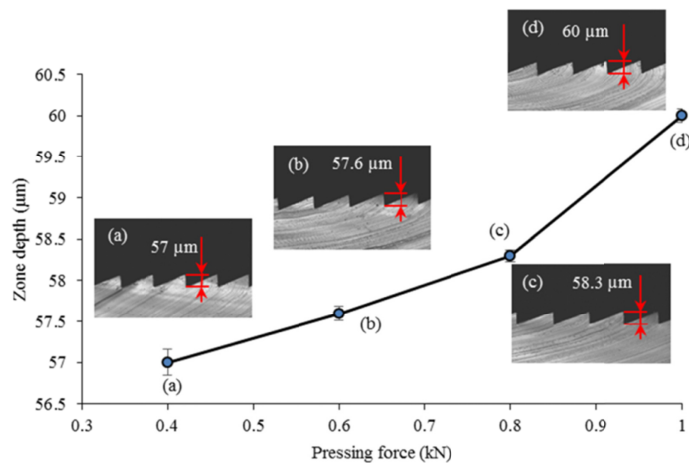 (d)
60 µm
60.5
60
59.5
59
58.5
58
57.5
57
56.5
Zone depth (µm)
(b)
57.6 µm
(a)
57 µm
(d)
(c)
(c)
58.3 µm
(b)
(a)
0.3
0.4
0.5
0.6
0.7
0.8
0.9
1
Pressing force (kN)